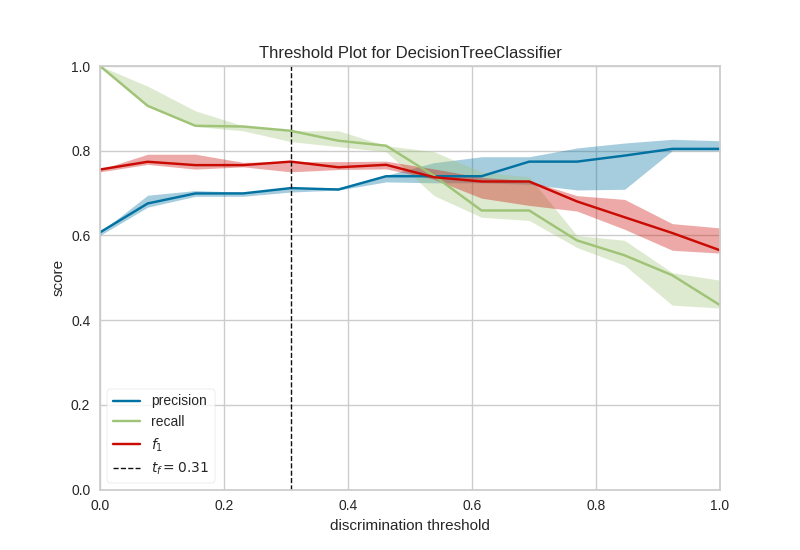 Threshold Plot for DecisionTreeClassifier
1.0
0.8
0.6
0.4
0.2
0.0
score
precision
recall
f₁
t_f = 0.31
0.0 0.2 0.4 0.6 0.8 1.0
discrimination threshold